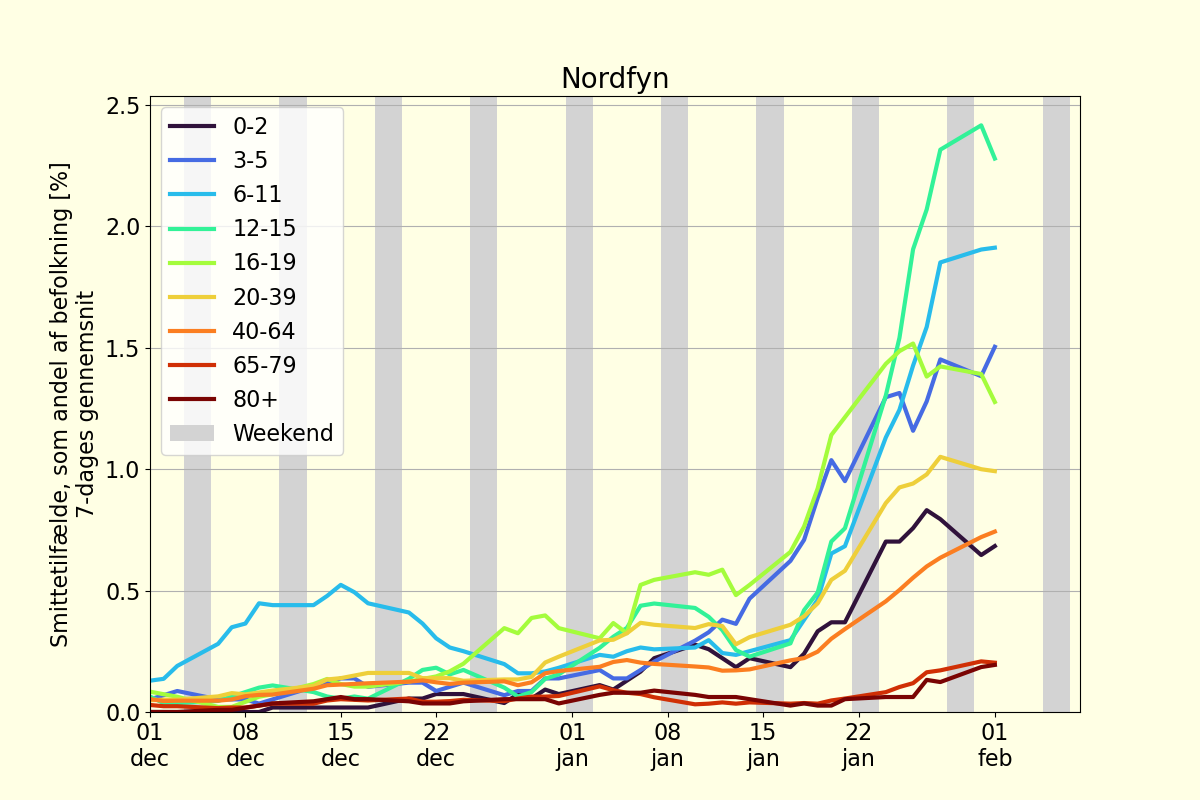 Nordfyn
Smittetilfælde, som andel af befolkning [%]
7-dages gennemsnit
2.5
2.0
1.5
1.0
0.5
0.0
0-2
3-5
6-11
12-15
16-19
20-39
40-64
65-79
80+
Weekend
01 08 15 22 01 08 15 22 01
dec dec dec dec jan jan jan jan feb